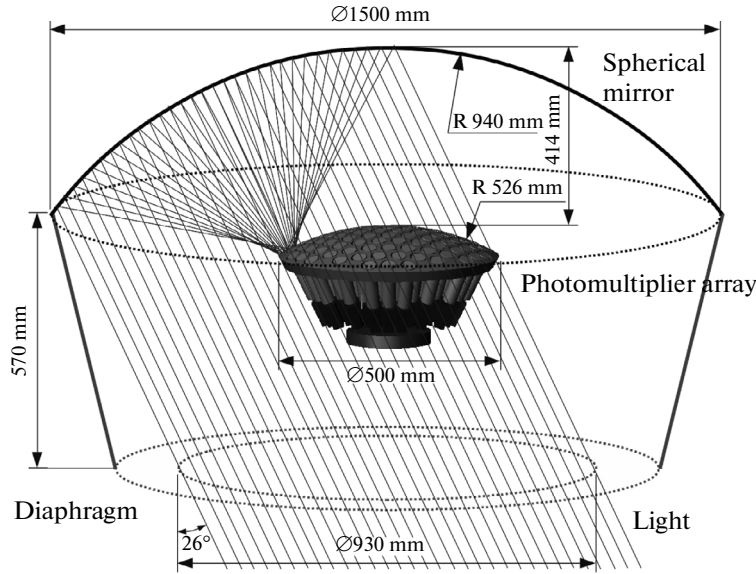 ∅1500 mm
Spherical
mirror
R 940 mm
414 mm
R 526 mm
Photomultiplier array
570 mm
∅500 mm
Diaphragm
Light
26°
∅930 mm